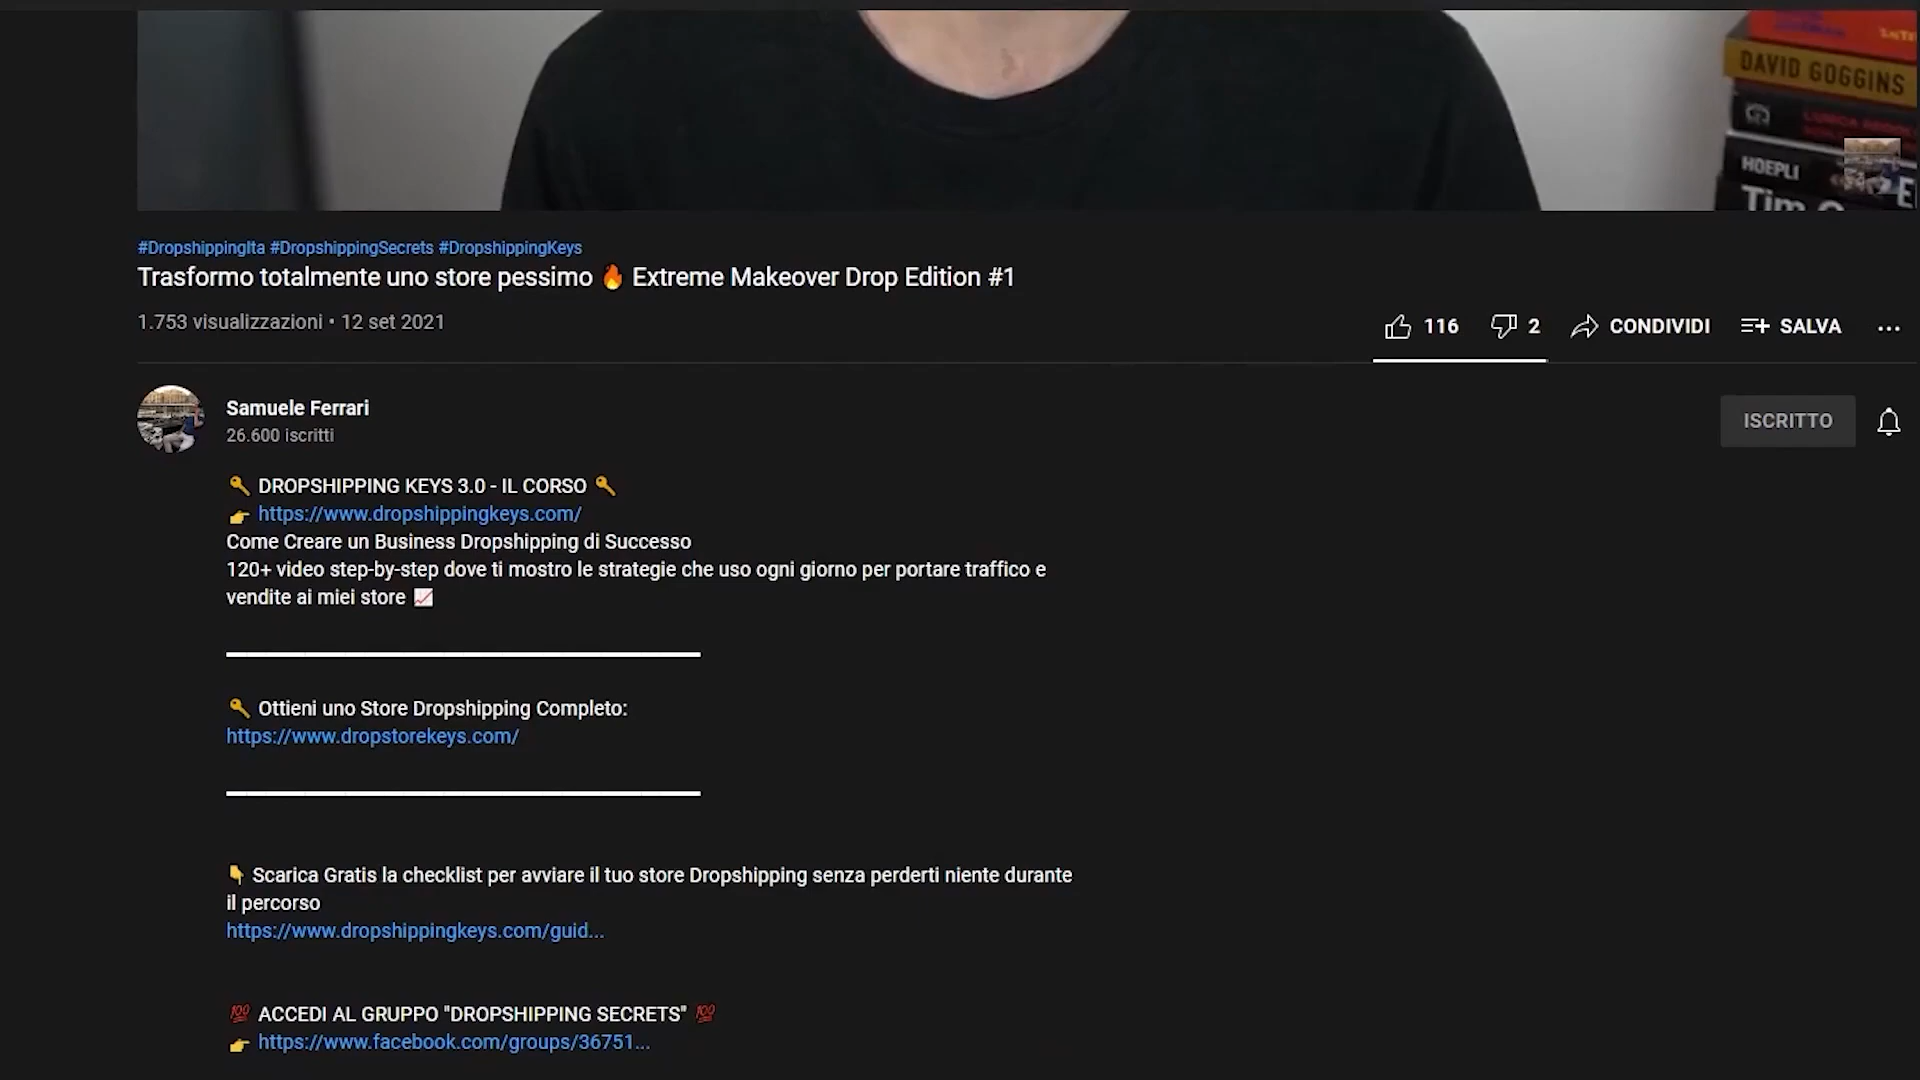 DAVID GOGGINS
HOEPLI
#DropshippingIta #DropshippingSecrets #DropshippingKeys
Trasformo totalmente uno store pessimo 🔥 Extreme Makeover Drop Edition #1
1.753 visualizzazioni • 12 set 2021
116 2 CONDIVIDI SALVA ...
Samuele Ferrari
26.600 iscritti
ISCRITTO
🔑 DROPSHIPPING KEYS 3.0 - IL CORSO 🔑
👉 https://www.dropshippingkeys.com/
Come Creare un Business Dropshipping di Successo
120+ video step-by-step dove ti mostro le strategie che uso ogni giorno per portare traffico e
vendite ai miei store 📈
🔑 Ottieni uno Store Dropshipping Completo:
https://www.dropstorekeys.com/
👇 Scarica Gratis la checklist per avviare il tuo store Dropshipping senza perderti niente durante
il percorso
https://www.dropshippingkeys.com/guid...
💯 ACCEDI AL GRUPPO "DROPSHIPPING SECRETS" 💯
👉 https://www.facebook.com/groups/36751...